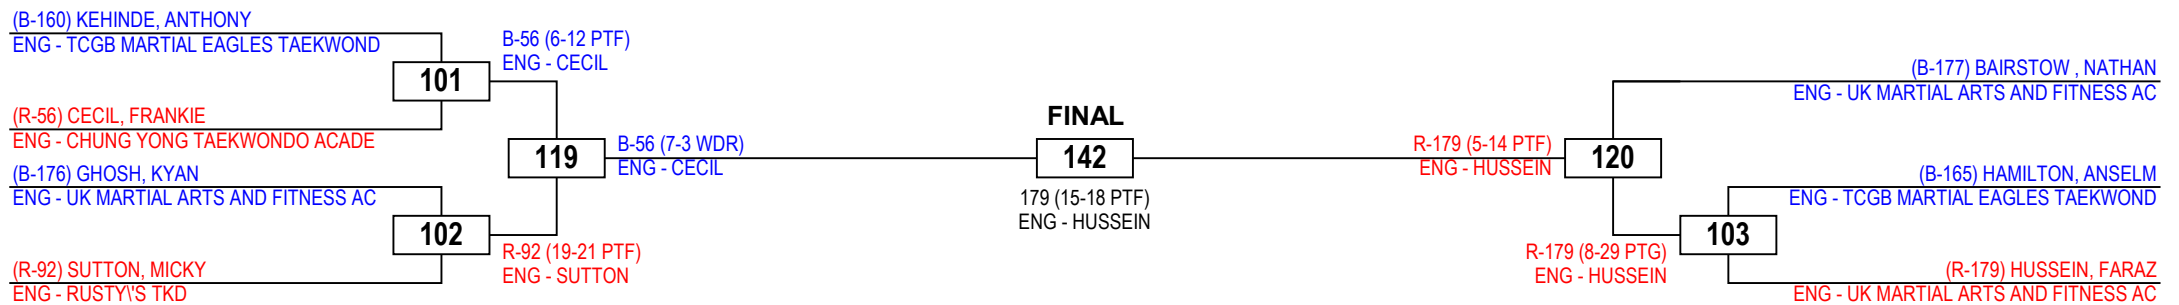 (B-160) KEHINDE, ANTHONY
ENG - TCGB MARTIAL EAGLES TAEKWOND
101
(R-56) CECIL, FRANKIE
ENG - CHUNG YONG TAEKWONDO ACADE
B-56 (6-12 PTF)
ENG - CECIL
119
B-56 (7-3 WDR)
ENG - CECIL
(B-176) GHOSH, KYAN
ENG - UK MARTIAL ARTS AND FITNESS AC
102
(R-92) SUTTON, MICKY
ENG - RUSTY\'S TKD
R-92 (19-21 PTF)
ENG - SUTTON
FINAL
142
179 (15-18 PTF)
ENG - HUSSEIN
R-179 (5-14 PTF)
ENG - HUSSEIN
120
(B-177) BAIRSTOW , NATHAN
ENG - UK MARTIAL ARTS AND FITNESS AC
(B-165) HAMILTON, ANSELM
ENG - TCGB MARTIAL EAGLES TAEKWOND
103
R-179 (8-29 PTG)
ENG - HUSSEIN
(R-179) HUSSEIN, FARAZ
ENG - UK MARTIAL ARTS AND FITNESS AC